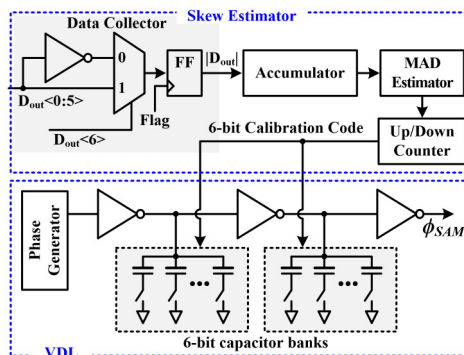 Skew Estimator
Data Collector
0
1
FF
|Dout|
Accumulator
MAD
Estimator
Dout<0:5>
Flag
Dout<6>
6-bit Calibration Code
Up/Down
Counter
Phase
Generator
ϕSAM
6-bit capacitor banks
VDL